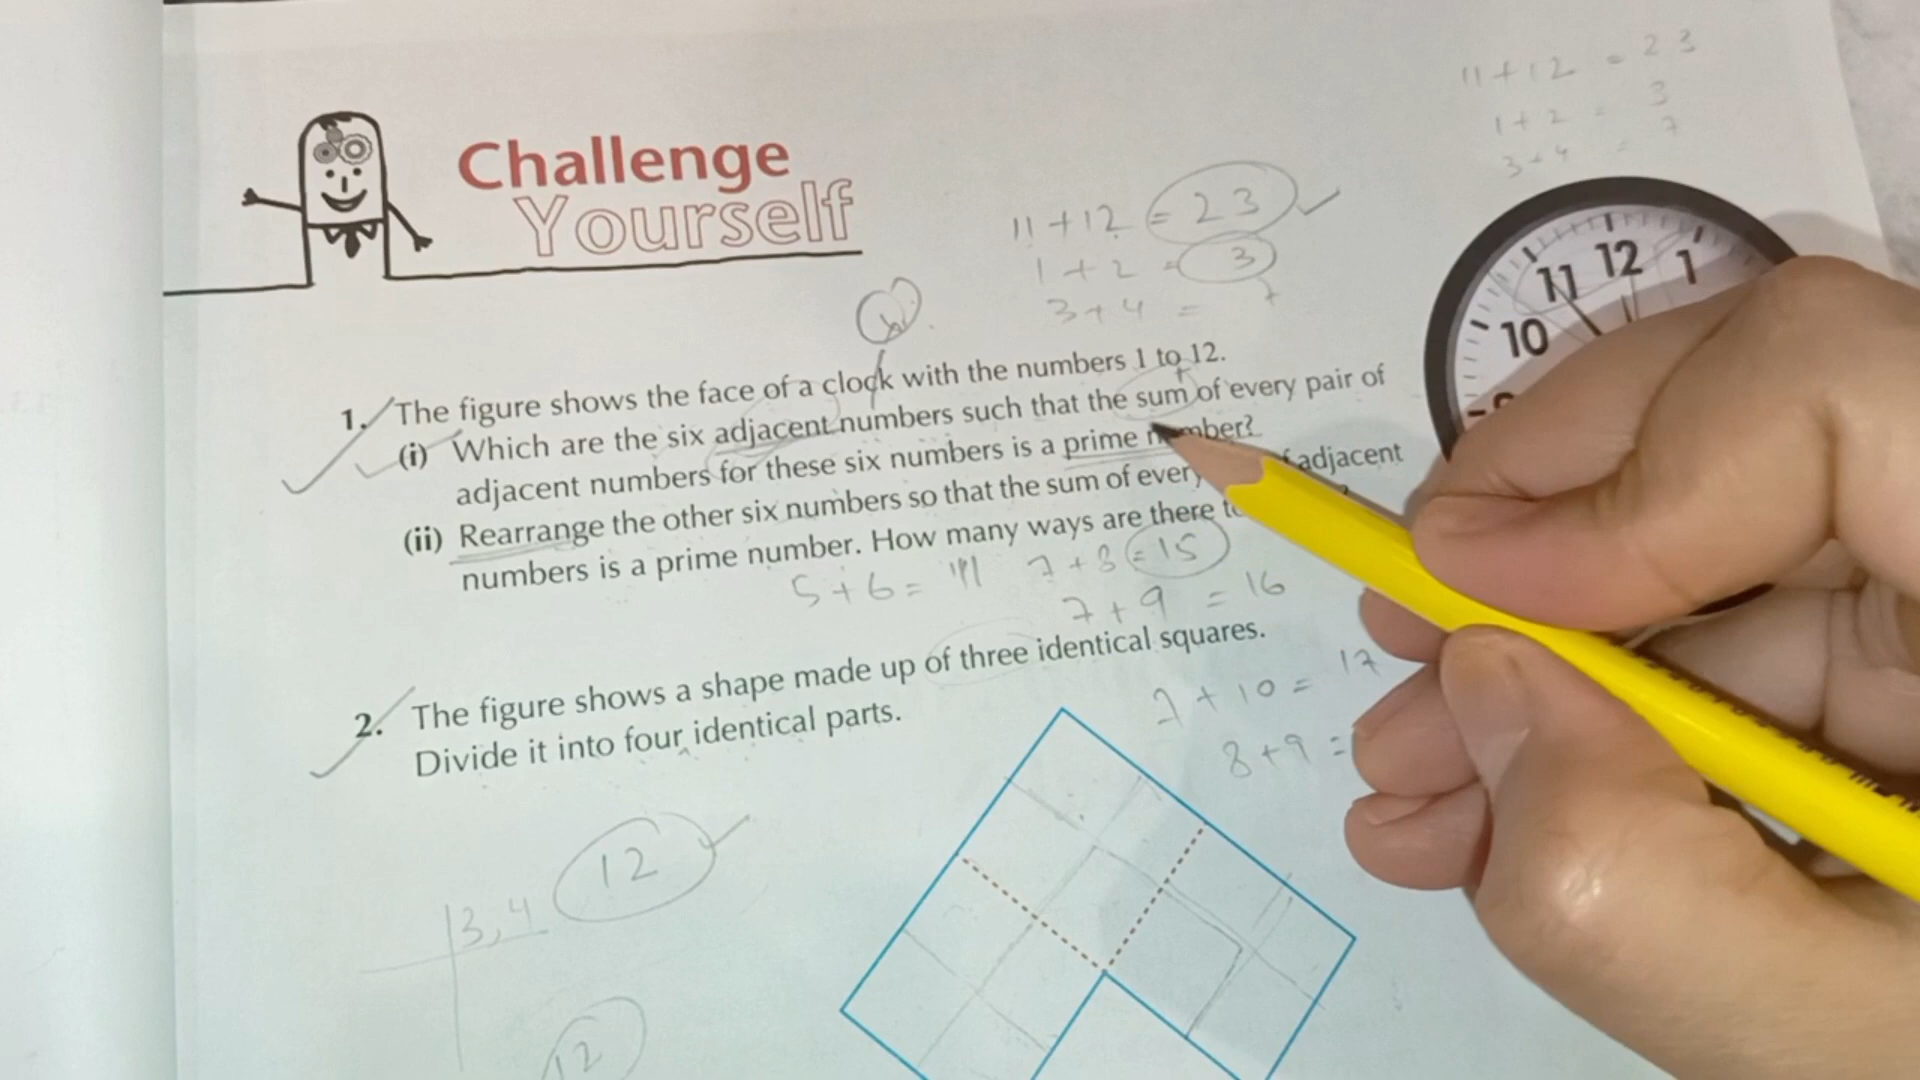 Challenge
Yourself
11 + 12 = 23
1 + 2 = 3
3 + 4 = 7
11 + 12 = 23
1 + 2 = 3
3 + 4 = 7
11 12 1
10
1. The figure shows the face of a clock with the numbers 1 to 12.
(i) Which are the six adjacent numbers such that the sum of every pair of
adjacent numbers for these six numbers is a prime number?
(ii) Rearrange the other six numbers so that the sum of every adjacent
numbers is a prime number. How many ways are there
5 + 6 = 11 7 + 8 = 15
7 + 9 = 16
7 + 10 = 17
8 + 9 =
2. The figure shows a shape made up of three identical squares.
Divide it into four identical parts.
3, 4 12
12